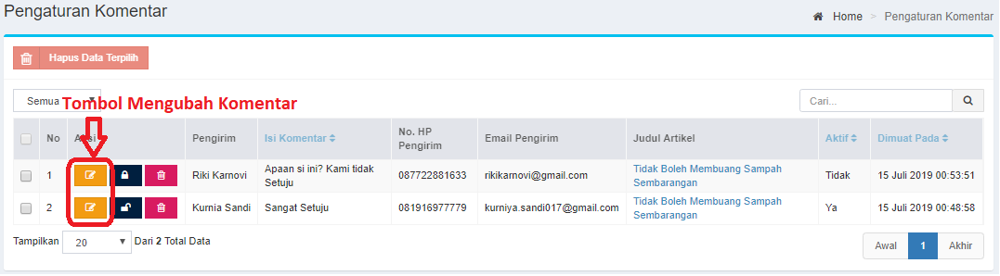 Pengaturan Komentar
Home > Pengaturan Komentar
Hapus Data Terpilih
Semua
Tombol Mengubah Komentar
Cari...
No Pengirim Isi Komentar No. HP Pengirim Email Pengirim Judul Artikel Aktif Dimuat Pada
1 Riki Karnovi Apaan si ini? Kami tidak Setuju 087722881633 rikikarnovi@gmail.com Tidak Boleh Membuang Sampah Sembarangan Tidak 15 Juli 2019 00:53:51
2 Kurnia Sandi Sangat Setuju 081916977779 kurniya.sandi017@gmail.com Tidak Boleh Membuang Sampah Sembarangan Ya 15 Juli 2019 00:48:58
Tampilkan 20 Dari 2 Total Data
Awal 1 Akhir